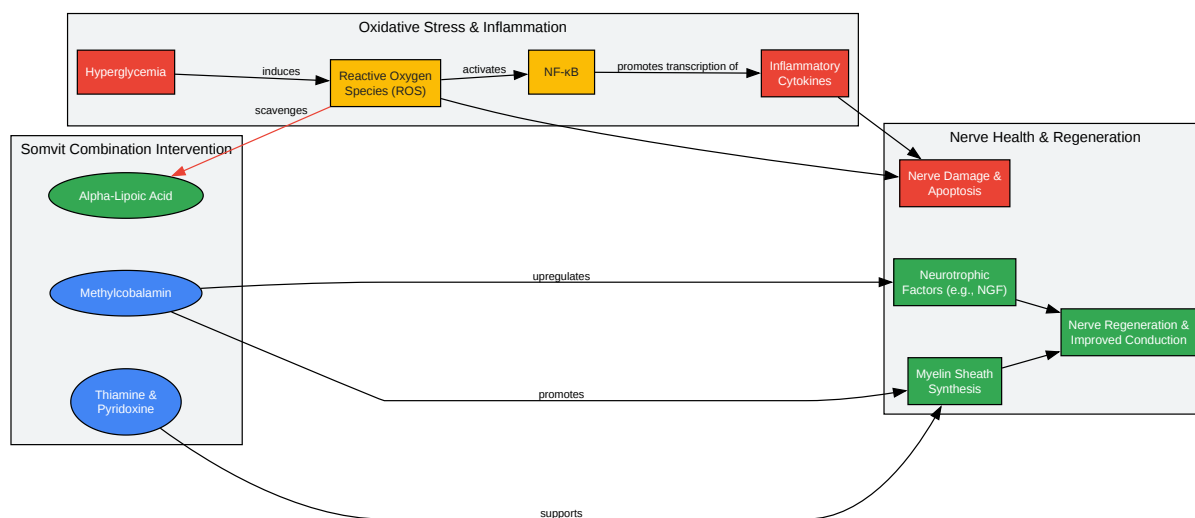 Oxidative Stress & Inflammation
Hyperglycemia
induces
Reactive Oxygen
Species (ROS)
activates
NF-κB
promotes transcription of
Inflammatory
Cytokines
scavenges
Somvit Combination Intervention
Alpha-Lipoic Acid
Methylcobalamin
Thiamine &
Pyridoxine
upregulates
promotes
supports
Nerve Health & Regeneration
Nerve Damage &
Apoptosis
Neurotrophic
Factors (e.g., NGF)
Nerve Regeneration &
Improved Conduction
Myelin Sheath
Synthesis